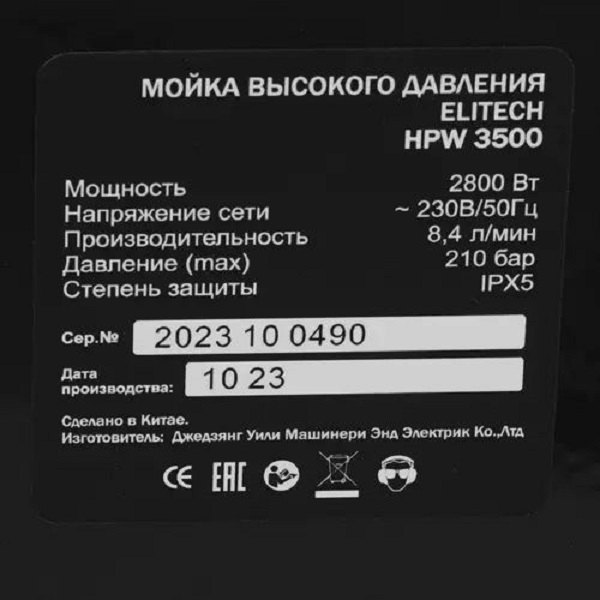 МОЙКА ВЫСОКОГО ДАВЛЕНИЯ
ELITECH
HPW 3500
Мощность 2800 Вт
Напряжение сети ~ 230В/50Гц
Производительность 8,4 л/мин
Давление (max) 210 бар
Степень защиты IPX5
Сер.№ 2023 10 0490
Дата
производства: 10 23
Сделано в Китае.
Изготовитель: Джедзянг Уили Машинери Энд Электрик Ко.,Лтд
CE EAC